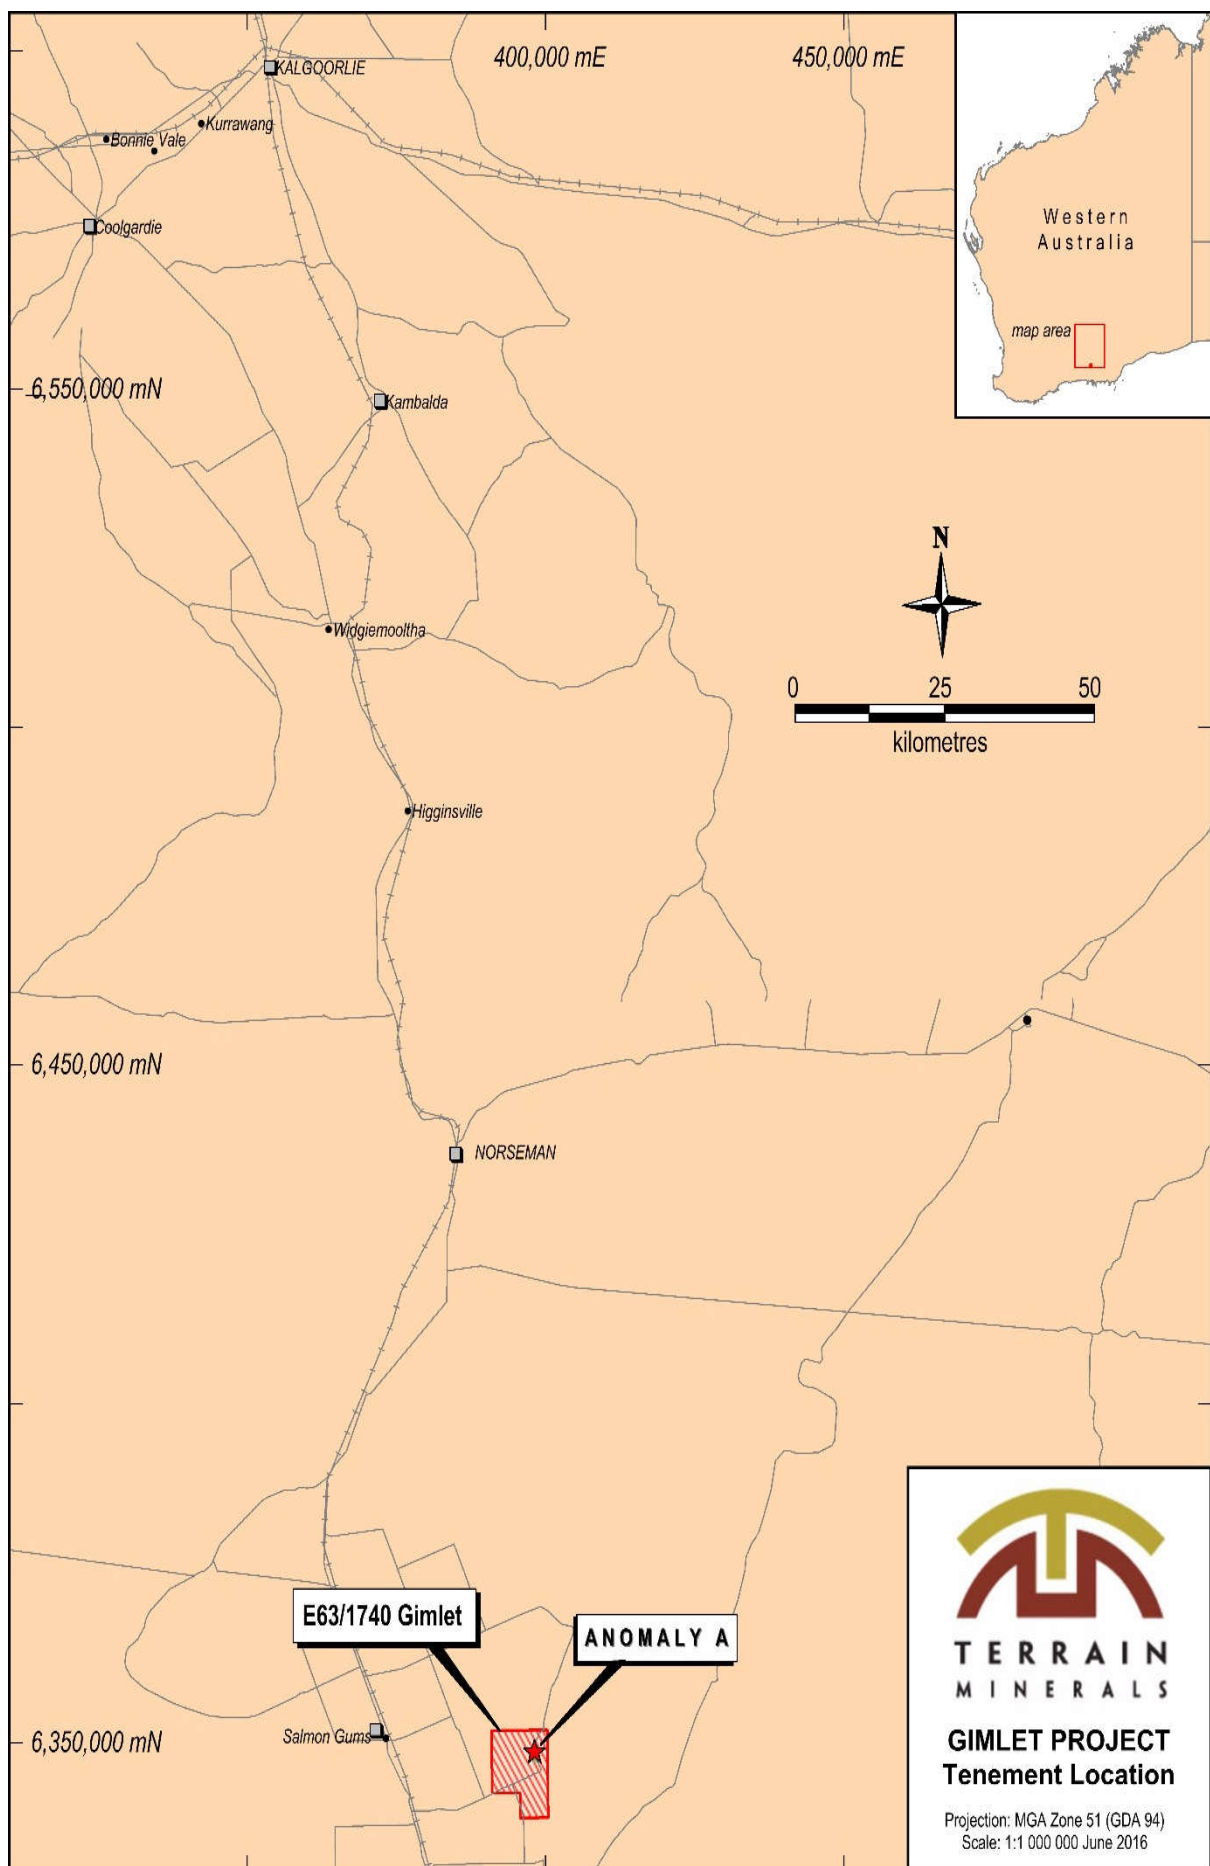 400,000 mE
450,000 mE
KALGOORLIE
Kurrawang
Bonnie Vale
Coolgardie
Western
Australia
map area
6,550,000 mN
Kambalda
N
Widgiemooltha
0 25 50
kilometres
Higginsville
6,450,000 mN
NORSEMAN
E63/1740 Gimlet
ANOMALY A
Salmon Gums
6,350,000 mN
TERRAIN
MINERALS
GIMLET PROJECT
Tenement Location
Projection: MGA Zone 51 (GDA 94)
Scale: 1:1 000 000 June 2016